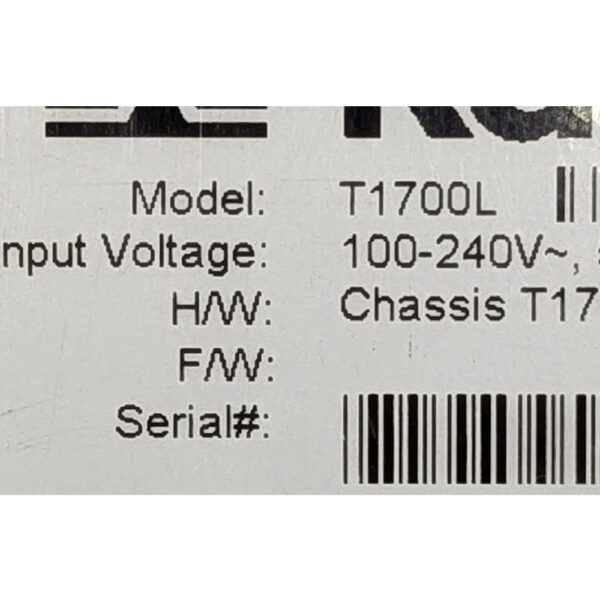 Model: T1700L
nput Voltage: 100-240V~,
H/W: Chassis T17
F/W:
Serial#: